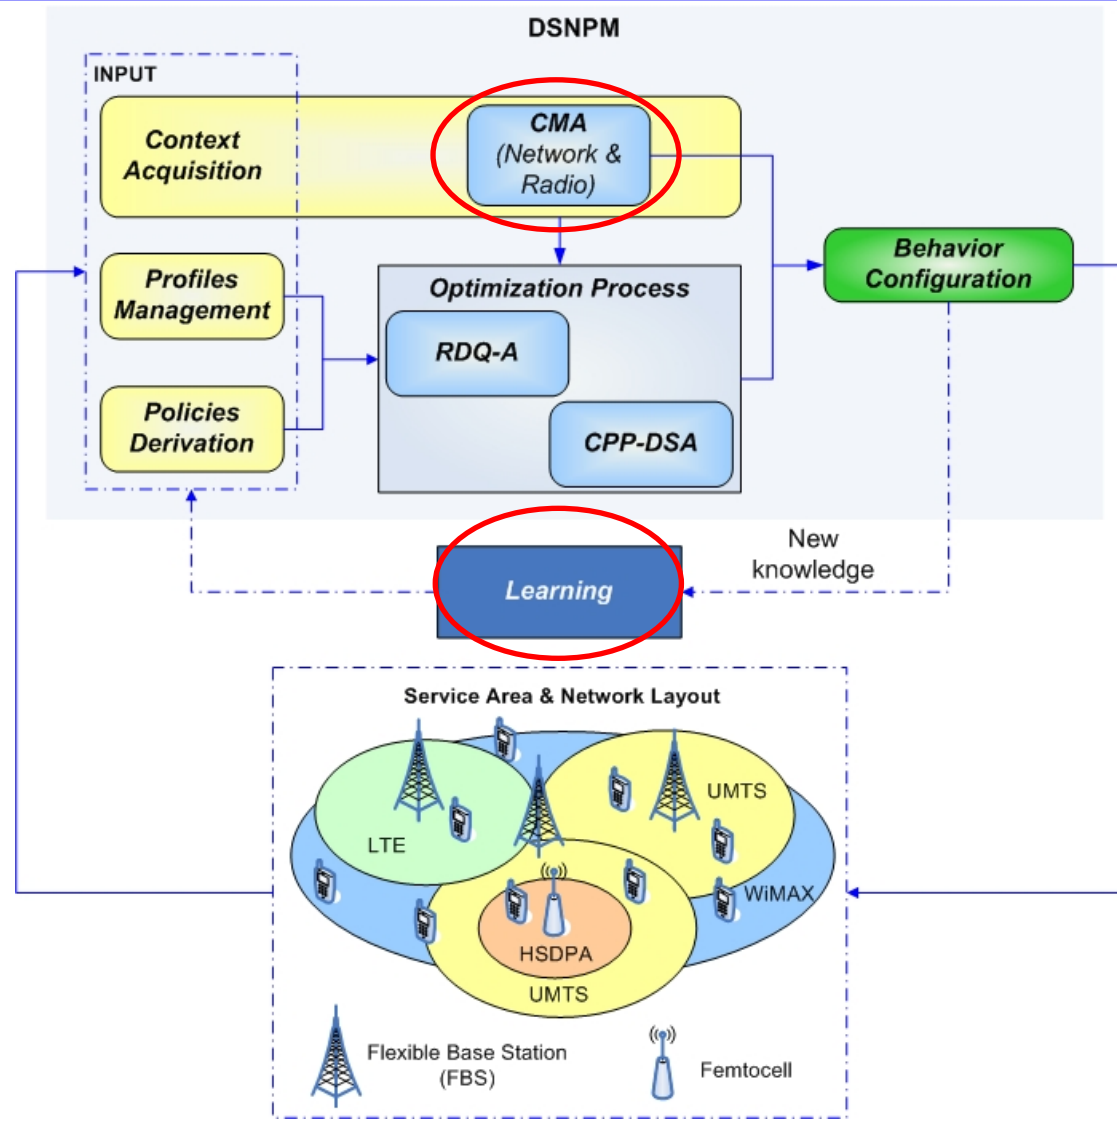 DSNPM
INPUT
Context
Acquisition
CMA
(Network &
Radio)
Profiles
Management
Policies
Derivation
Optimization Process
RDQ-A
CPP-DSA
Behavior
Configuration
Learning
New
knowledge
Service Area & Network Layout
LTE
UMTS
WiMAX
HSDPA
UMTS
Flexible Base Station
(FBS)
Femtocell